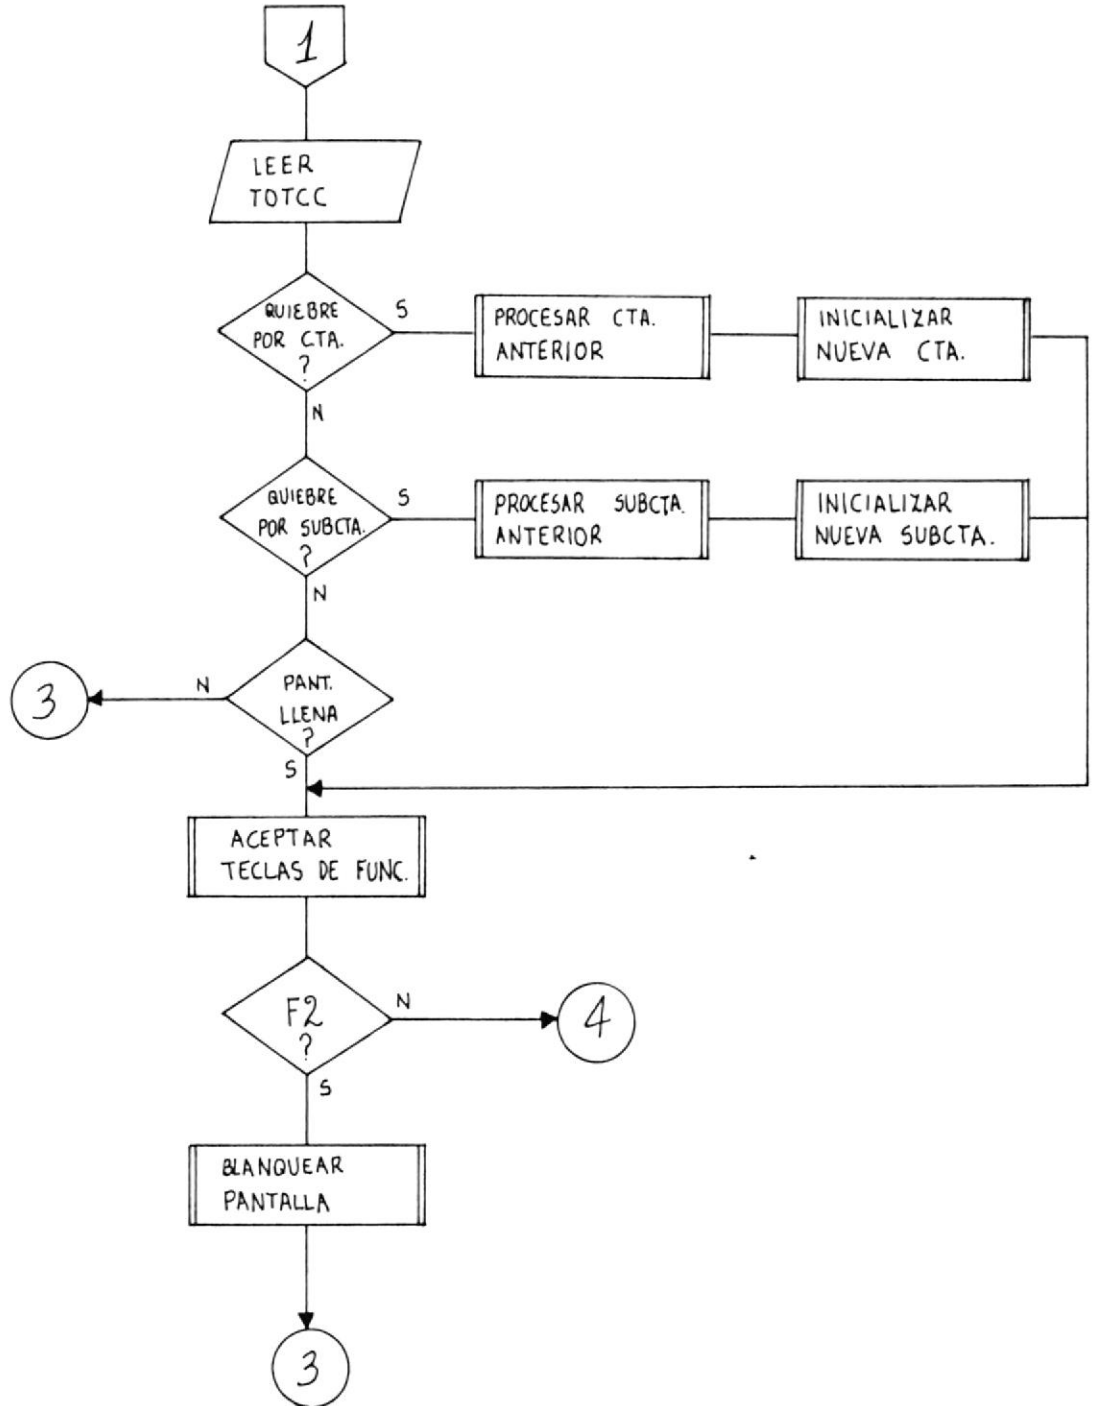 1
LEER
TOTCC
QUIEBRE
POR CTA.
?
S
PROCESAR CTA.
ANTERIOR
INICIALIZAR
NUEVA CTA.
N
QUIEBRE
POR SUBCTA.
?
S
PROCESAR SUBCTA.
ANTERIOR
INICIALIZAR
NUEVA SUBCTA.
N
3
N
PANT.
LLENA
?
S
ACEPTAR
TECLAS DE FUNC.
F2
?
N
4
S
BLANQUEAR
PANTALLA
3